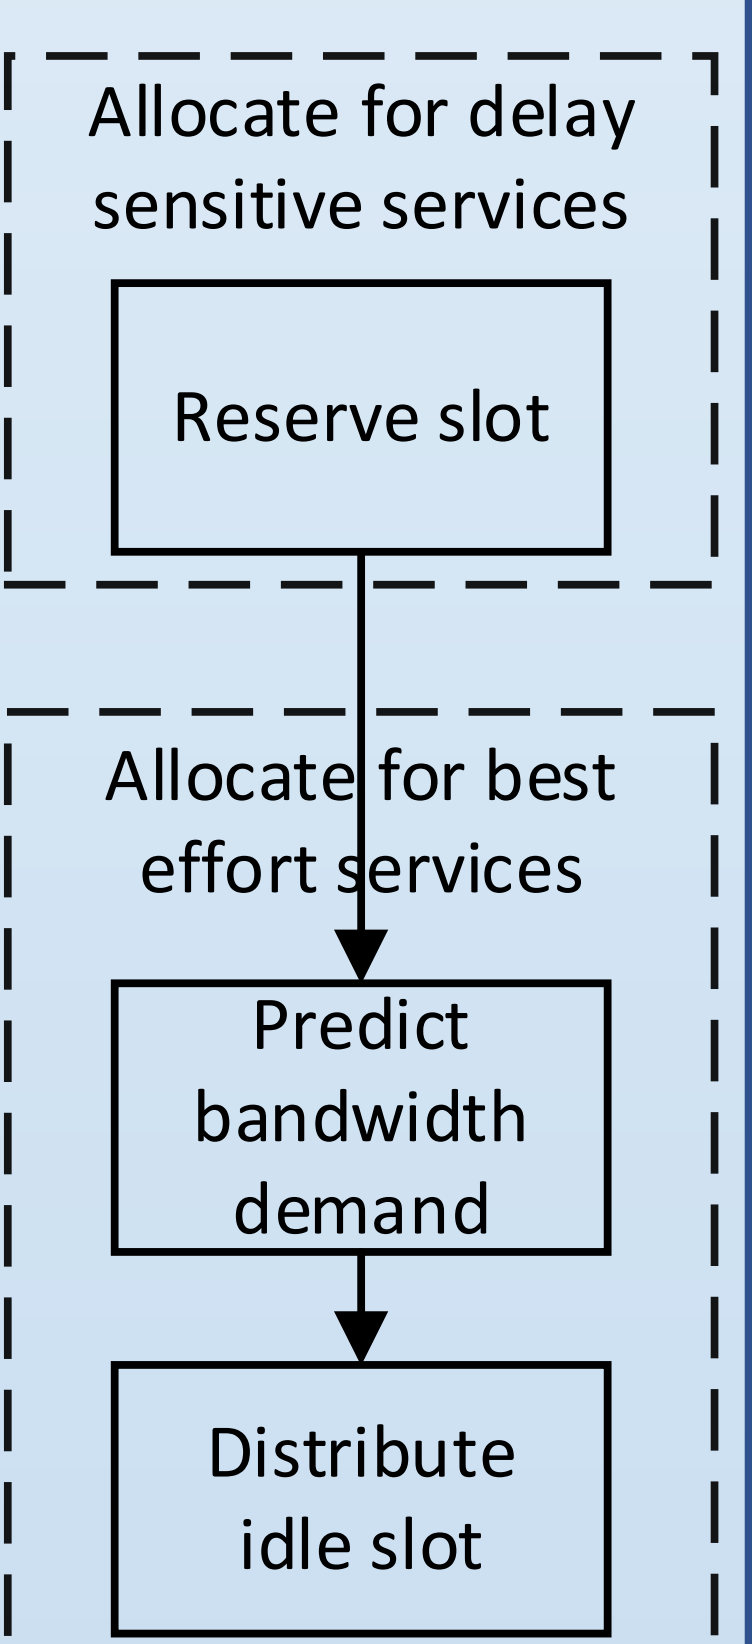 Allocate for delay
sensitive services
Reserve slot
Allocate for best
effort services
Predict
bandwidth
demand
Distribute
idle slot